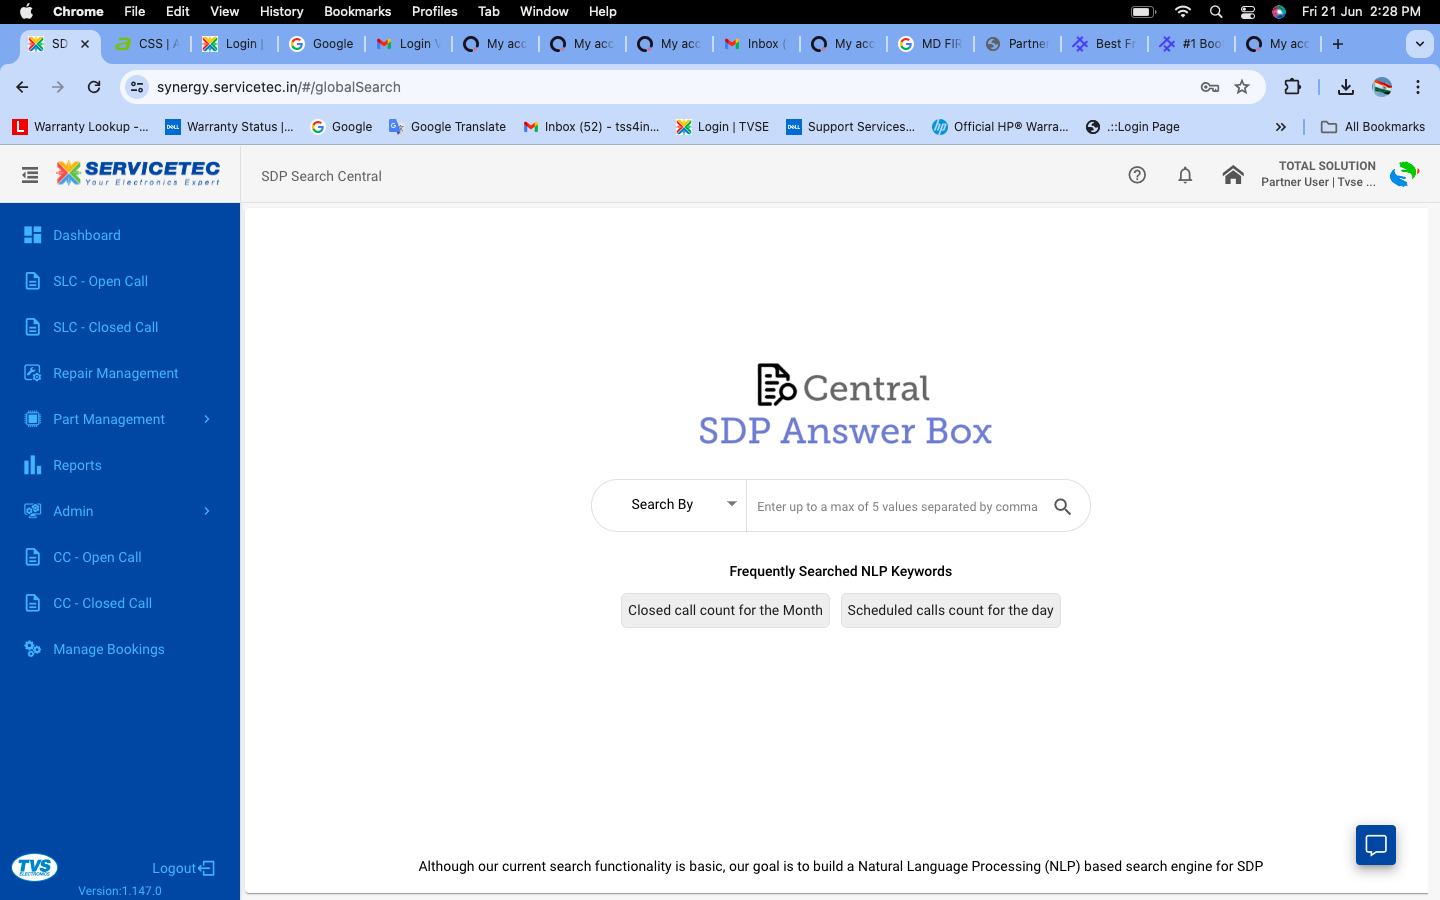 Chrome File Edit View History Bookmarks Profiles Tab Window Help Fri 21 Jun 2:28 PM
SD CSS | Login | Google Login My acc My acc My acc Inbox ( My acc MD FIR Partne Best Fr #1 Boo My acc
synergy.servicetec.in/#/globalSearch
Warranty Lookup -... Warranty Status |... Google Google Translate Inbox (52) - tss4in... Login | TVSE Support Services... Official HP® Warra... .::Login Page » All Bookmarks
SERVICETEC
Your Electronics Expert
SDP Search Central
TOTAL SOLUTION
Partner User | Tvse ...
Dashboard
SLC - Open Call
SLC - Closed Call
Repair Management
Part Management
Reports
Admin
CC - Open Call
CC - Closed Call
Manage Bookings
Central
SDP Answer Box
Search By Enter up to a max of 5 values separated by comma
Frequently Searched NLP Keywords
Closed call count for the Month Scheduled calls count for the day
Although our current search functionality is basic, our goal is to build a Natural Language Processing (NLP) based search engine for SDP
TVS
ELECTRONICS
Logout
Version:1.147.0